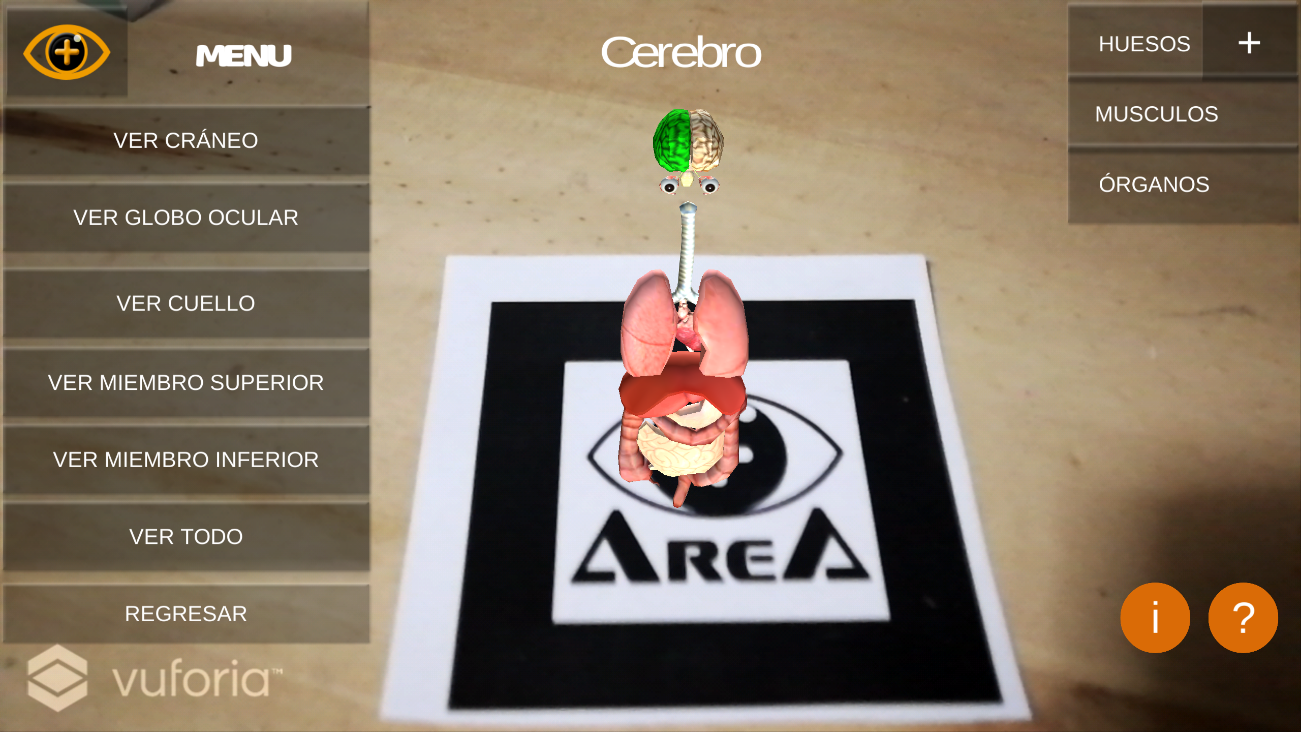 MENU
Cerebro
HUESOS +
MUSCULOS
ÓRGANOS
VER CRÁNEO
VER GLOBO OCULAR
VER CUELLO
VER MIEMBRO SUPERIOR
VER MIEMBRO INFERIOR
VER TODO
REGRESAR
AREA
i ?
vuforia™